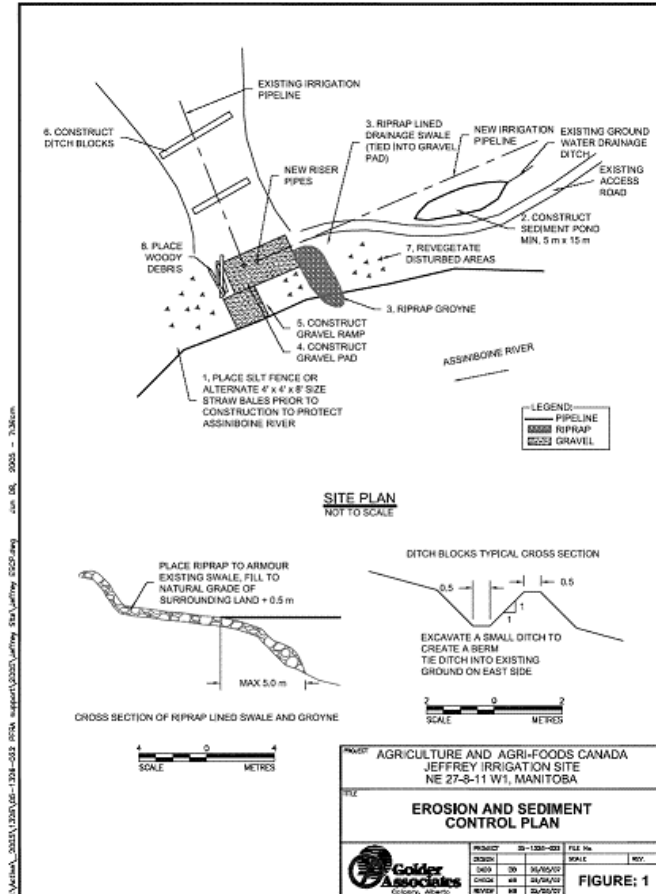 EXISTING IRRIGATION
PIPELINE
6. CONSTRUCT
DITCH BLOCKS
3. RIPRAP LINED
DRAINAGE SWALE
(TIED INTO GRAVEL
PAD)
NEW IRRIGATION
PIPELINE
EXISTING GROUND
WATER DRAINAGE
DITCH
EXISTING
ACCESS
ROAD
NEW RISER
PIPES
2. CONSTRUCT
SEDIMENT POND
MIN. 5 m x 15 m
8. PLACE
WOODY
DEBRIS
7. REVEGETATE
DISTURBED AREAS
3. RIPRAP GROYNE
5. CONSTRUCT
GRAVEL RAMP
4. CONSTRUCT
GRAVEL PAD
ASSINIBOINE RIVER
1. PLACE SILT FENCE OR
ALTERNATE 4' x 4' x 8' SIZE
STRAW BALES PRIOR TO
CONSTRUCTION TO PROTECT
ASSINIBOINE RIVER
LEGEND:
PIPELINE
RIPRAP
GRAVEL
SITE PLAN
NOT TO SCALE
PLACE RIPRAP TO ARMOUR
EXISTING SWALE, FILL TO
NATURAL GRADE OF
SURROUNDING LAND + 0.5 m
MAX 5.0 m
CROSS SECTION OF RIPRAP LINED SWALE AND GROYNE
4 0 4
SCALE METRES
DITCH BLOCKS TYPICAL CROSS SECTION
0.5 0.5
1
1
EXCAVATE A SMALL DITCH TO
CREATE A BERM
TIE DITCH INTO EXISTING
GROUND ON EAST SIDE
2 0 2
SCALE METRES
PROJECT
AGRICULTURE AND AGRI-FOODS CANADA
JEFFREY IRRIGATION SITE
NE 27-8-11 W1, MANITOBA
TITLE
EROSION AND SEDIMENT
CONTROL PLAN
Golder
Associates
Calgary, Alberta
PROJECT FILE No.
DESIGN SCALE REV.
CADD
CHECK
REVIEW
FIGURE: 1